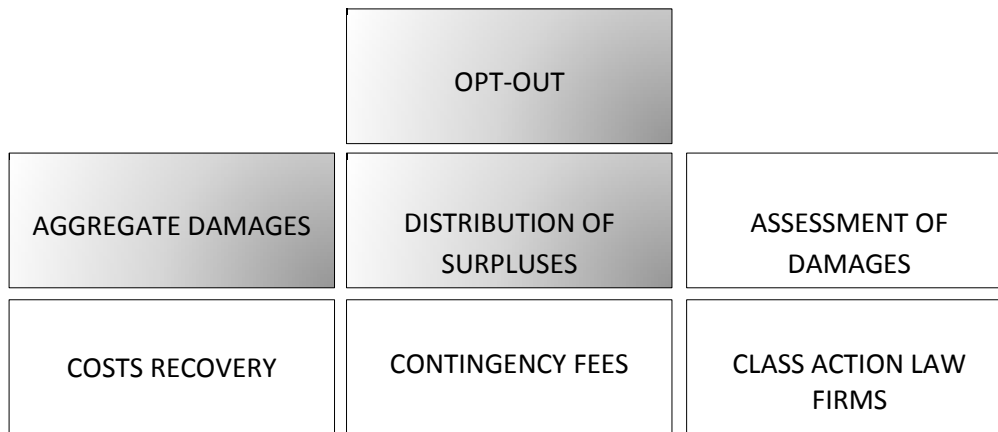 OPT-OUT
AGGREGATE DAMAGES
DISTRIBUTION OF
SURPLUSES
ASSESSMENT OF
DAMAGES
COSTS RECOVERY
CONTINGENCY FEES
CLASS ACTION LAW
FIRMS